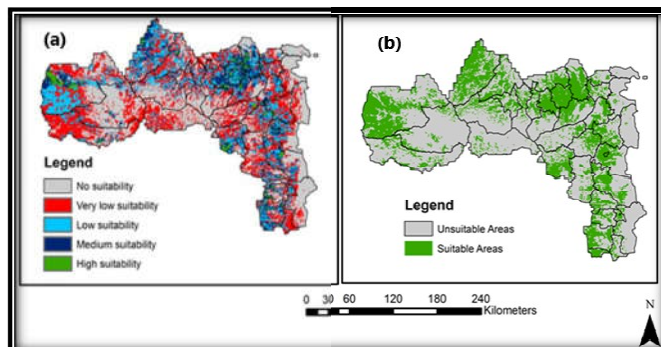 (a)
Legend
No suitability
Very low suitability
Low suitability
Medium suitability
High suitability
(b)
Legend
Unsuitable Areas
Suitable Areas
0 30 60 120 180 240
Kilometers
N